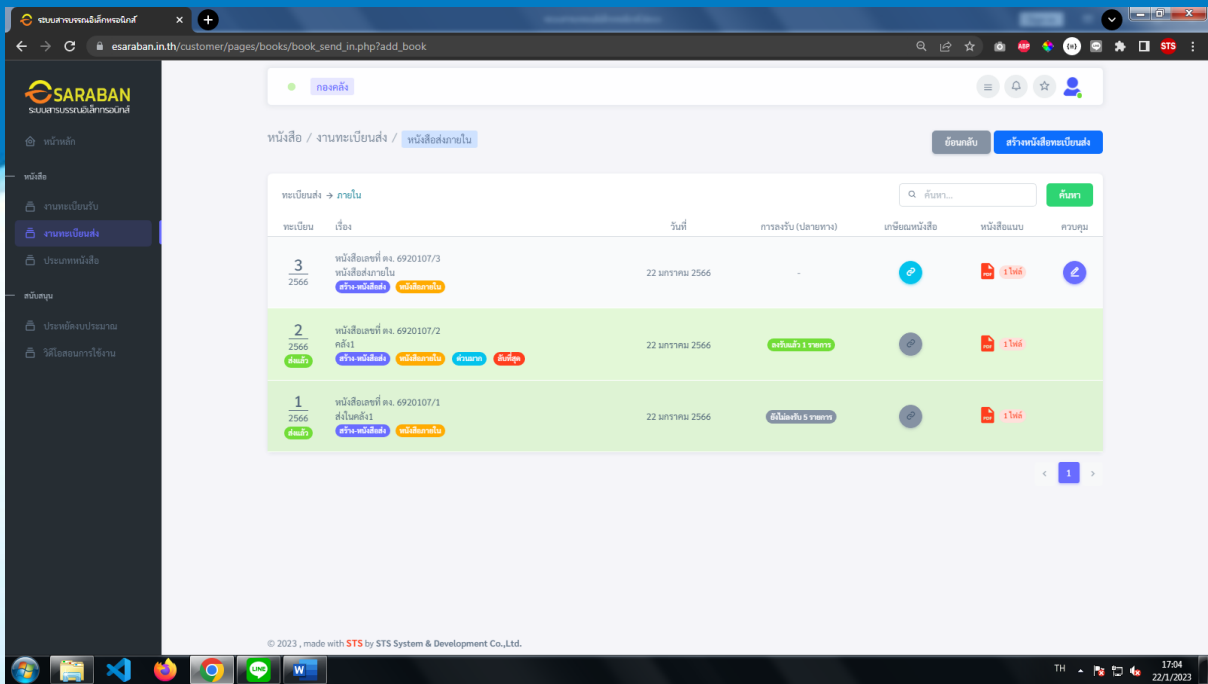 ระบบสารบรรณอิเล็กทรอนิกส์
esaraban.in.th/customer/pages/books/book_send_in.php?add_book
ABP
STS
SARABAN
ระบบสารบรรณอิเล็กทรอนิกส์
กองคลัง
หน้าหลัก
หนังสือ
งานทะเบียนรับ
งานทะเบียนส่ง
ประเภทหนังสือ
สนับสนุน
ประหยัดงบประมาณ
วิดีโอสอนการใช้งาน
หนังสือ / งานทะเบียนส่ง / หนังสือส่งภายใน
ย้อนกลับ สร้างหนังสือทะเบียนส่ง
ทะเบียนส่ง → ภายใน ค้นหา... ค้นหา
ทะเบียน เรื่อง วันที่ การลงรับ (ปลายทาง) เกษียณหนังสือ หนังสือแนบ ควบคุม
3
2566
หนังสือเลขที่ ตง. 6920107/3
หนังสือส่งภายใน
สร้าง-หนังสือส่ง หนังสือภายใน
22 มกราคม 2566 - PDF 1 ไฟล์
2
2566
ส่งแล้ว
หนังสือเลขที่ ตง. 6920107/2
คลัง1
สร้าง-หนังสือส่ง หนังสือภายใน ด่วนมาก ลับที่สุด
22 มกราคม 2566 ลงรับแล้ว 1 รายการ PDF 1 ไฟล์
1
2566
ส่งแล้ว
หนังสือเลขที่ ตง. 6920107/1
ส่งในคลัง1
สร้าง-หนังสือส่ง หนังสือภายใน
22 มกราคม 2566 ยังไม่ลงรับ 5 รายการ PDF 1 ไฟล์
1
© 2023 , made with STS by STS System & Development Co.,Ltd.
LINE
W
TH
17:04
22/1/2023